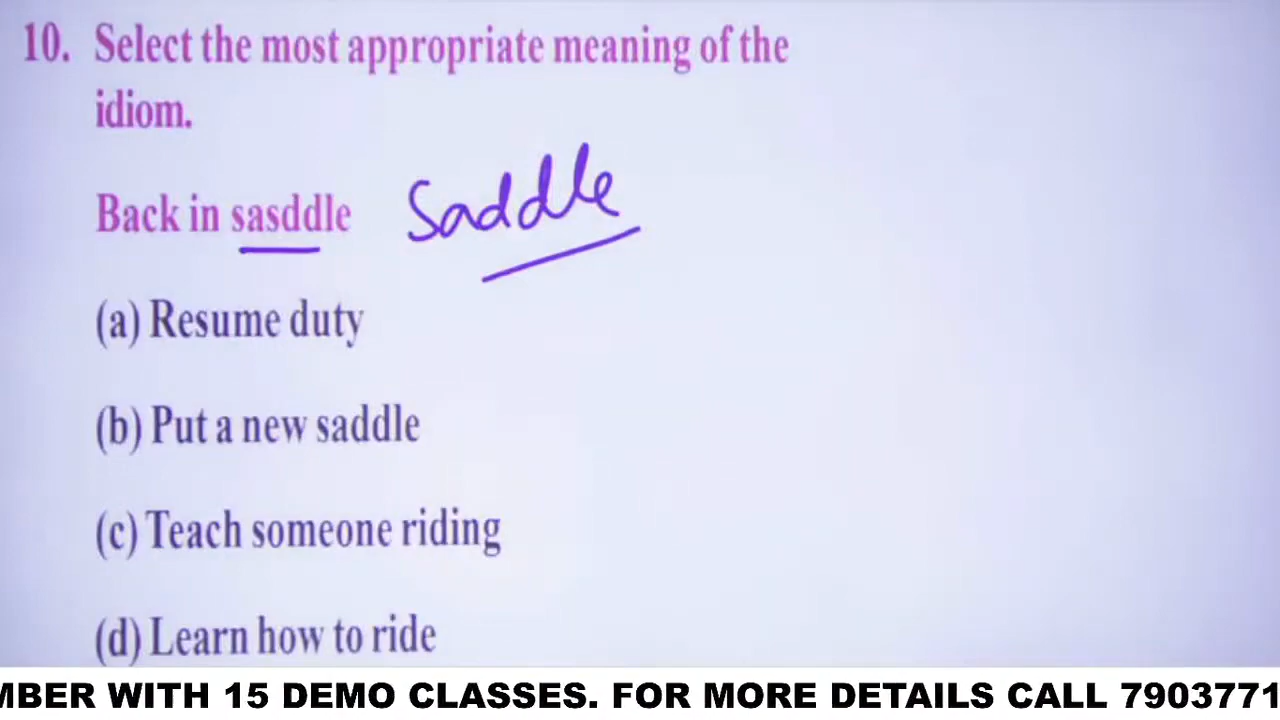 10. Select the most appropriate meaning of the
idiom.
Back in sasddle Saddle
(a) Resume duty
(b) Put a new saddle
(c) Teach someone riding
(d) Learn how to ride
MBER WITH 15 DEMO CLASSES. FOR MORE DETAILS CALL 7903771